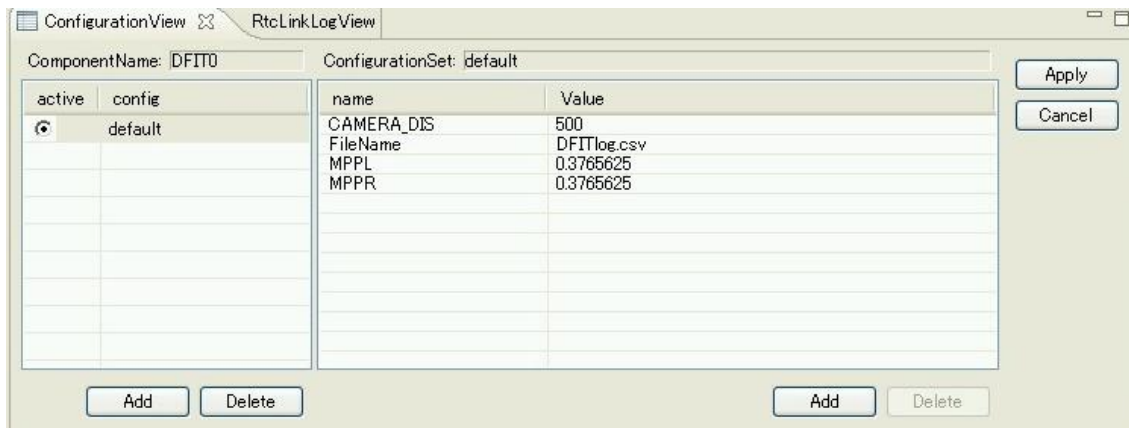 ConfigurationView RtcLinkLogView
ComponentName: DFIT0 ConfigurationSet: default
Apply
active config name Value
Cancel
default CAMERA_DIS 500
FileName DFITlog.csv
MPPL 0.3765625
MPPR 0.3765625
Add Delete Add Delete